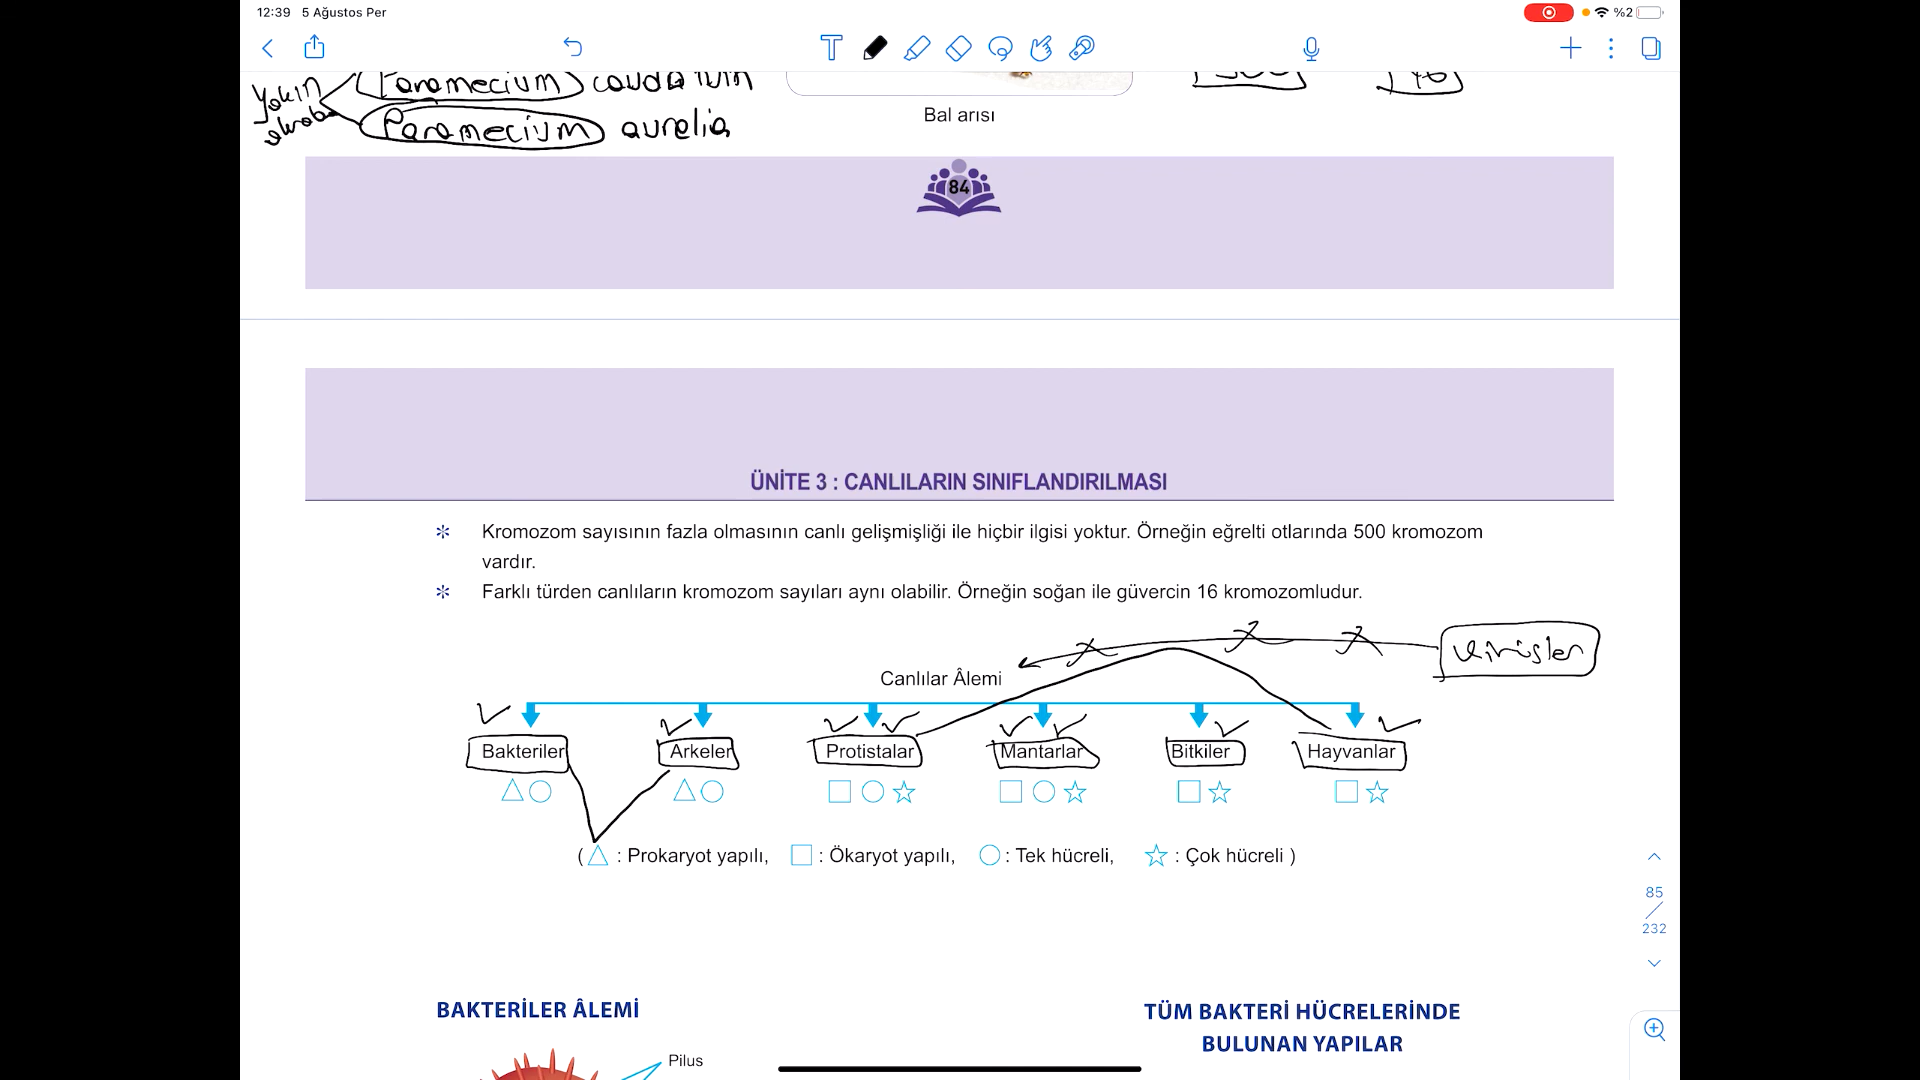 12:39 5 Ağustos Per
%2
Yakın
Paramecium caudatum
akraba
Paramecium aurelia
Bal arısı
84
ÜNİTE 3 : CANLILARIN SINIFLANDIRILMASI
* Kromozom sayısının fazla olmasının canlı gelişmişliği ile hiçbir ilgisi yoktur. Örneğin eğrelti otlarında 500 kromozom
vardır.
* Farklı türden canlıların kromozom sayıları aynı olabilir. Örneğin soğan ile güvercin 16 kromozomludur.
Virüsler
Canlılar Âlemi
Bakteriler Arkeler Protistalar Mantarlar Bitkiler Hayvanlar
( △ : Prokaryot yapılı, □ : Ökaryot yapılı, ○ : Tek hücreli, ☆ : Çok hücreli )
85
232
BAKTERİLER ÂLEMİ
TÜM BAKTERİ HÜCRELERİNDE
BULUNAN YAPILAR
Pilus